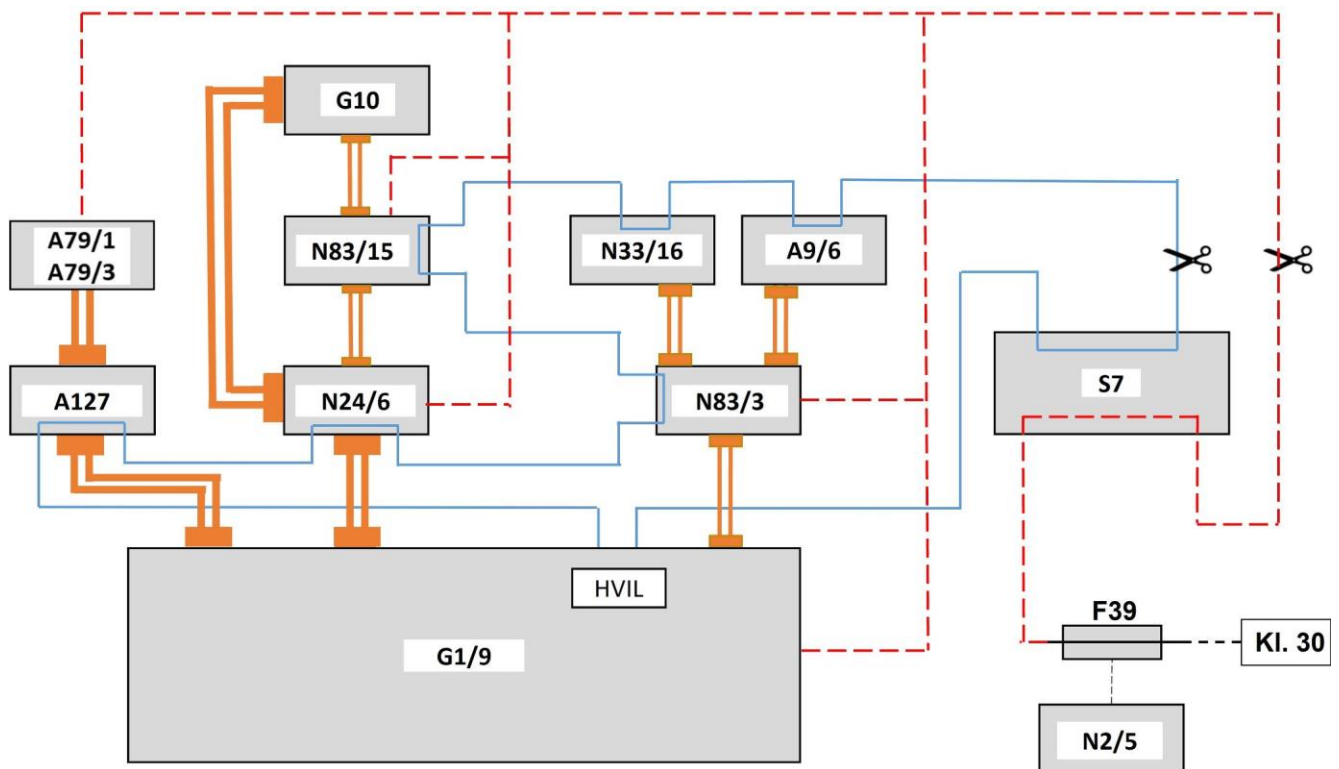 G10
A79/1
A79/3
N83/15
N33/16
A9/6
A127
N24/6
N83/3
S7
HVIL
F39
Kl. 30
G1/9
N2/5